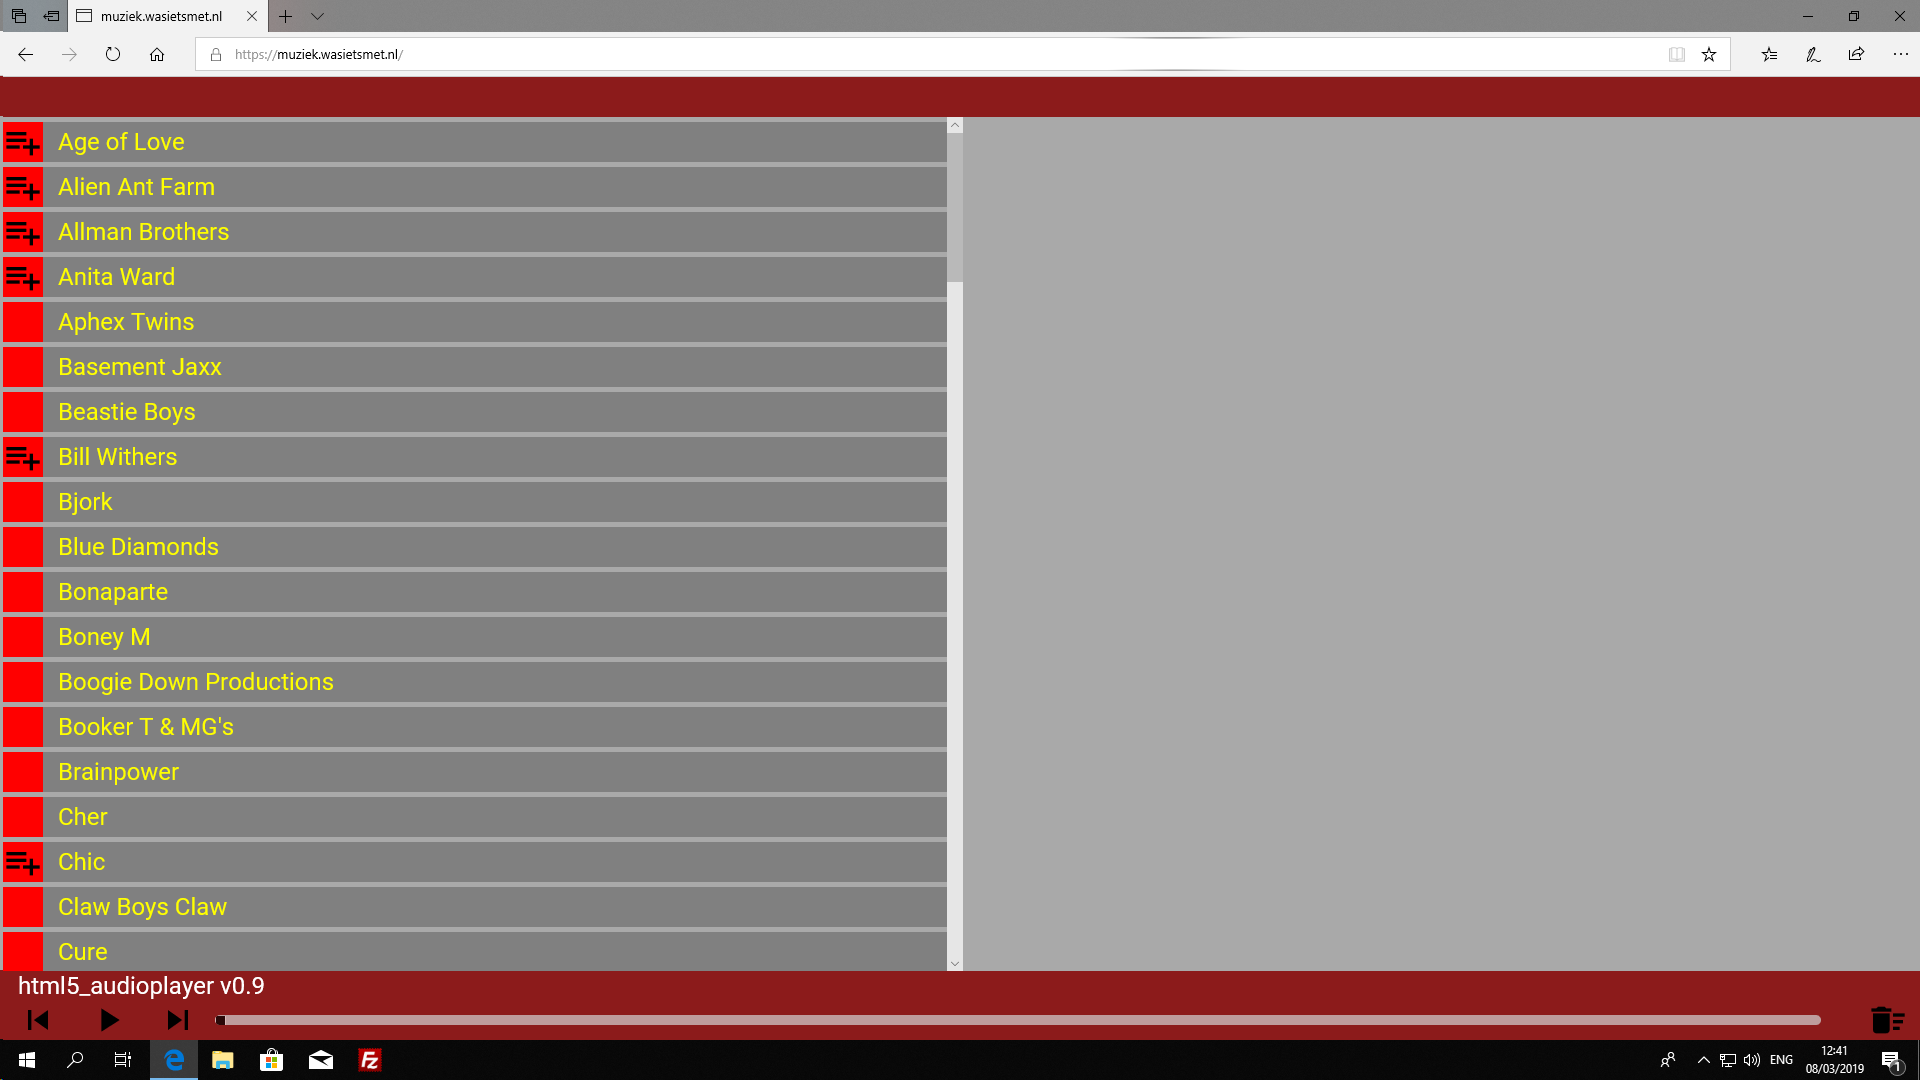 muziek.wasietsmet.nl
https://muziek.wasietsmet.nl/
Age of Love
Alien Ant Farm
Allman Brothers
Anita Ward
Aphex Twins
Basement Jaxx
Beastie Boys
Bill Withers
Bjork
Blue Diamonds
Bonaparte
Boney M
Boogie Down Productions
Booker T & MG's
Brainpower
Cher
Chic
Claw Boys Claw
Cure
html5_audioplayer v0.9
Fz
ENG
12:41
08/03/2019
1